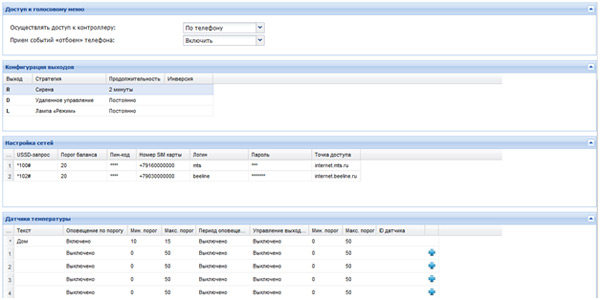 Доступ к голосовому меню
Осуществлять доступ к контроллеру: По телефону
Прием событий «отбоем» телефона: Включить
Конфигурация выходов
Выход Стратегия Продолжительность Инверсия
R Сирена 2 минуты
D Удаленное управление Постоянно
L Лампа «Режим» Постоянно
Настройка сетей
... USSD-запрос Порог баланса Пин-код Номер SIM карты Логин Пароль Точка доступа
1 *100# 20 **** +79160000000 mts *** internet.mts.ru
2 *102# 20 **** +79030000000 beeline ******* internet.beeline.ru
Датчики температуры
... Текст Оповещение по порогу Мин. порог Макс. порог Период оповеще... Управление выход... Мин. порог Макс. порог ID датчика
* Дом Включено 10 15 Выключено Выключено 0 50
1 Выключено 0 50 Выключено Выключено 0 50
2 Выключено 0 50 Выключено Выключено 0 50
3 Выключено 0 50 Выключено Выключено 0 50
4 Выключено 0 50 Выключено Выключено 0 50